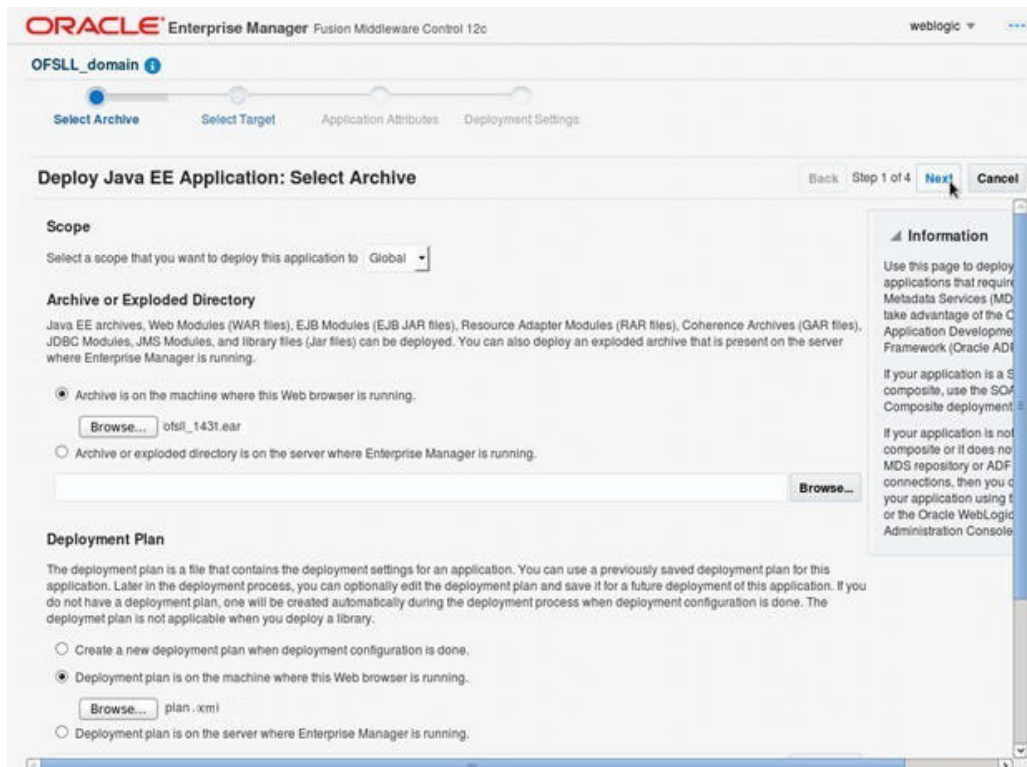 ORACLE Enterprise Manager Fusion Middleware Control 12c
weblogic
OFSLL_domain
Select Archive
Select Target
Application Attributes
Deployment Settings
Deploy Java EE Application: Select Archive
Back Step 1 of 4 Next Cancel
Scope
Select a scope that you want to deploy this application to Global
Archive or Exploded Directory
Java EE archives, Web Modules (WAR files), EJB Modules (EJB JAR files), Resource Adapter Modules (RAR files), Coherence Archives (GAR files),
JDBC Modules, JMS Modules, and library files (Jar files) can be deployed. You can also deploy an exploded archive that is present on the server
where Enterprise Manager is running.
Archive is on the machine where this Web browser is running.
Browse... ofsll_1431.ear
Archive or exploded directory is on the server where Enterprise Manager is running.
Browse...
Deployment Plan
The deployment plan is a file that contains the deployment settings for an application. You can use a previously saved deployment plan for this
application. Later in the deployment process, you can optionally edit the deployment plan and save it for a future deployment of this application. If you
do not have a deployment plan, one will be created automatically during the deployment process when deployment configuration is done. The
deploymet plan is not applicable when you deploy a library.
Create a new deployment plan when deployment configuration is done.
Deployment plan is on the machine where this Web browser is running.
Browse... plan.xml
Deployment plan is on the server where Enterprise Manager is running.
Information
Use this page to deploy
applications that require
Metadata Services (MD
take advantage of the
Application Developme
Framework (Oracle ADF
If your application is a
composite, use the SOA
Composite deployment
If your application is not
composite or it does no
MDS repository or ADF
connections, then you
your application using
or the Oracle WebLogic
Administration Console